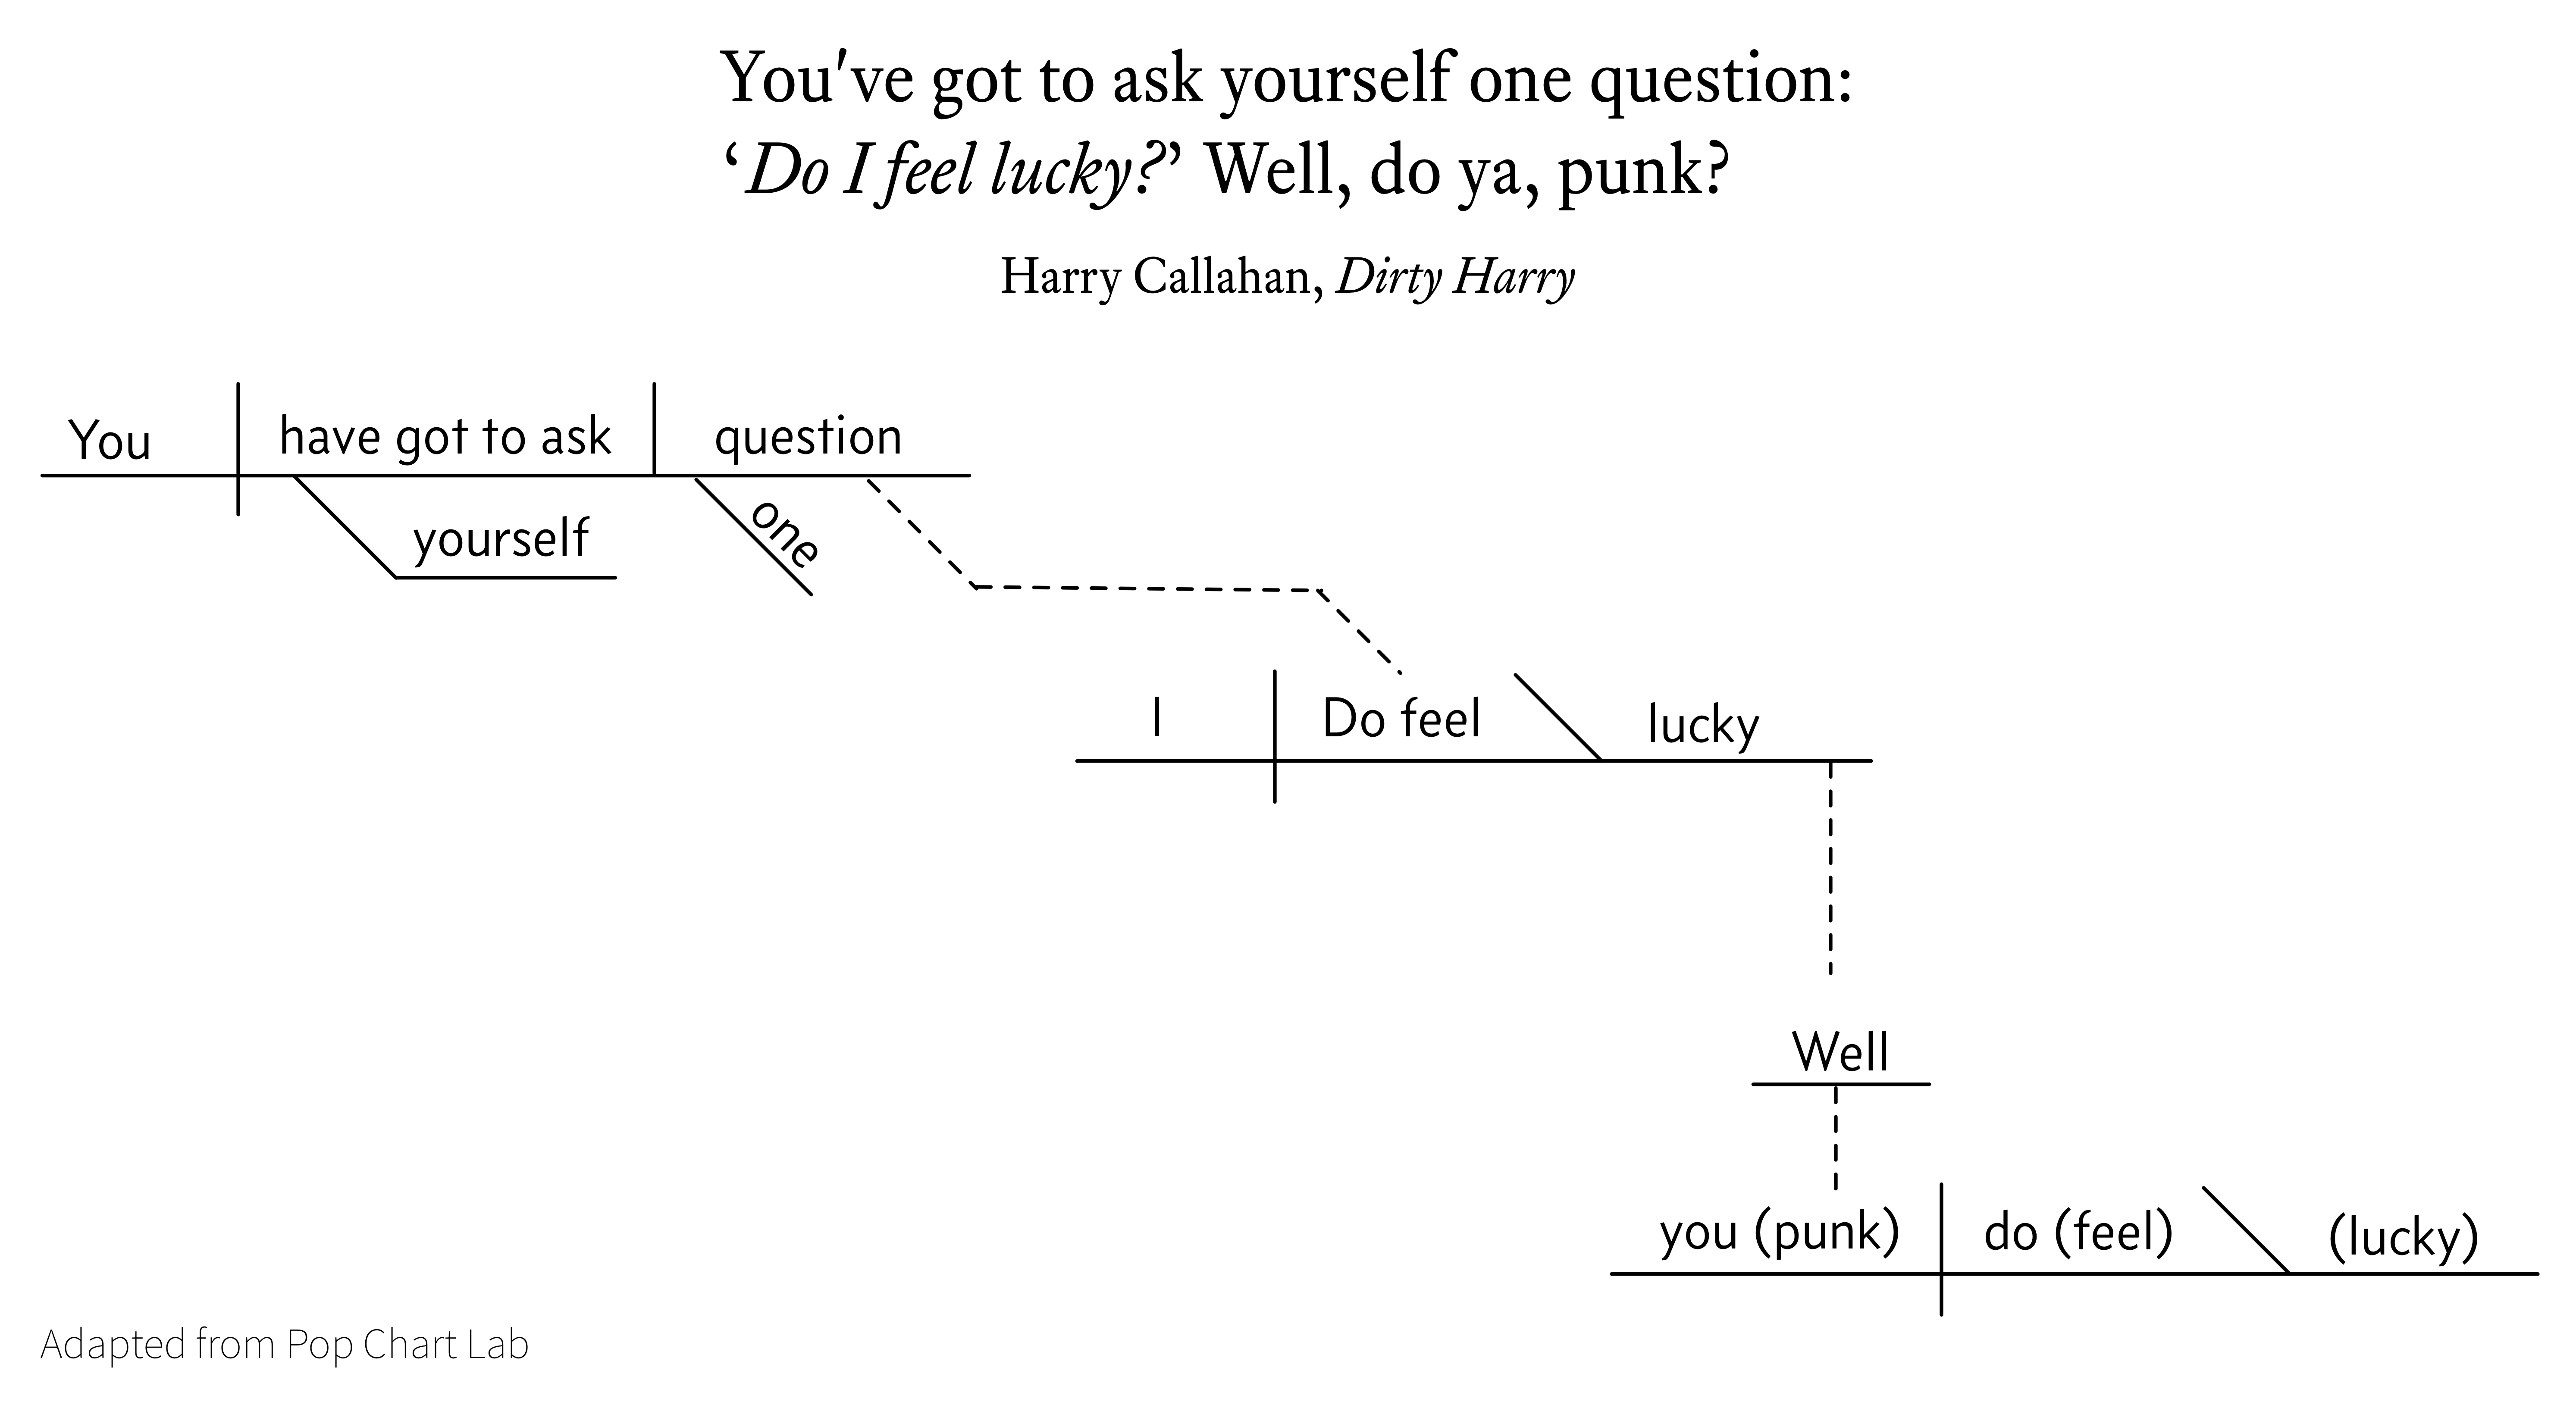 You've got to ask yourself one question:
‘Do I feel lucky?’ Well, do ya, punk?
Harry Callahan, Dirty Harry
You have got to ask question
yourself one
I Do feel lucky
Well
you (punk) do (feel) (lucky)
Adapted from Pop Chart Lab